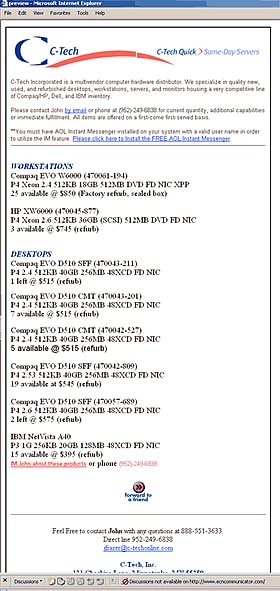 preview - Microsoft Internet Explorer
File Edit View Favorites Tools Help
C-Tech
C-Tech Quick Same-Day Servers
C-Tech Incorporated is a multivendor computer hardware distributor. We specialize in quality new,
used, and refurbished desktops, workstations, servers, and monitors housing a very competitive line
of Compaq/HP, Dell, and IBM inventory.
Please contact John by email or phone at (952)-249-6838 for current quantity, additional capabilities
or immediate fulfillment. All items are offered on a first-come first-served basis.
**You must have AOL Instant Messenger installed on your system with a valid user name in order
to utilize the IM feature. Please click here to Install the FREE AOL Instant Messenger.
WORKSTATIONS
Compaq EVO W6000 (470061-194)
P4 Xeon 2.4 512KB 18GB 512MB DVD FD NIC XPP
25 available @ $850 (Factory refurb, sealed box)
HP XW6000 (470045-877)
P4 Xeon 2.6 512KB 36GB (SCSI) 512MB DVD FD NIC
3 available @ $745 (refurb)
DESKTOPS
Compaq EVO D510 SFF (470043-211)
P4 2.4 512KB 40GB 256MB 48XCD FD NIC
1 left @ $515 (refurb)
Compaq EVO D510 CMT (470043-201)
P4 2.4 512KB 40GB 256MB 48XCD FD NIC
7 available @ $515 (refurb)
Compaq EVO D510 CMT (470042-527)
P4 2.4 512KB 40GB 256MB 48XCD FD NIC
5 available @ $515 (refurb)
Compaq EVO D510 SFF (470042-809)
P4 2.53 512KB 40GB 256MB 48XCD FD NIC
19 available at $545 (refurb)
Compaq EVO D510 SFF (470057-689)
P4 2.6 512KB 40GB 256MB 48XCD FD NIC
2 left @ $575 (refurb)
IBM NetVista A40
P3 1G 256KB 20GB 128MB 48XCD FD NIC
15 available @ $395 (refurb)
IM John about these products or phone (952)-249-6838
forward to
a friend
Feel Free to contact John with any questions at 888-551-3633.
Direct line 952-249-6838
jfraser@c-techonline.com
C-Tech, Inc.
Discussions
Discussions not available on http://www.ecncommunicator.com/